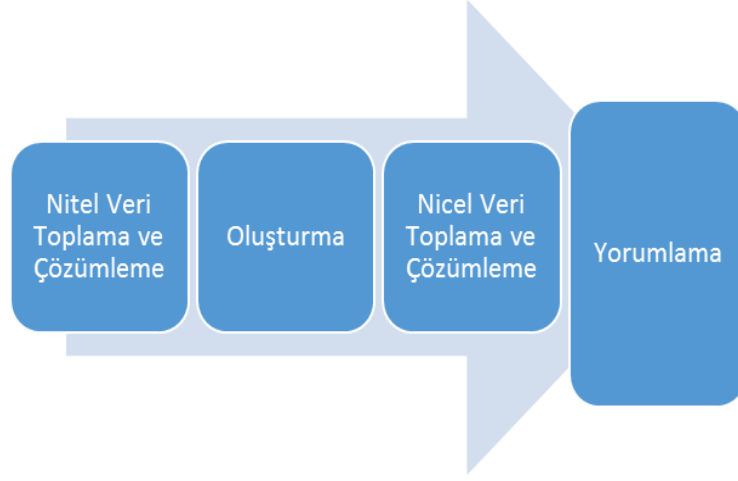 Nitel Veri
Toplama ve
Çözümleme
Oluşturma
Nicel Veri
Toplama ve
Çözümleme
Yorumlama